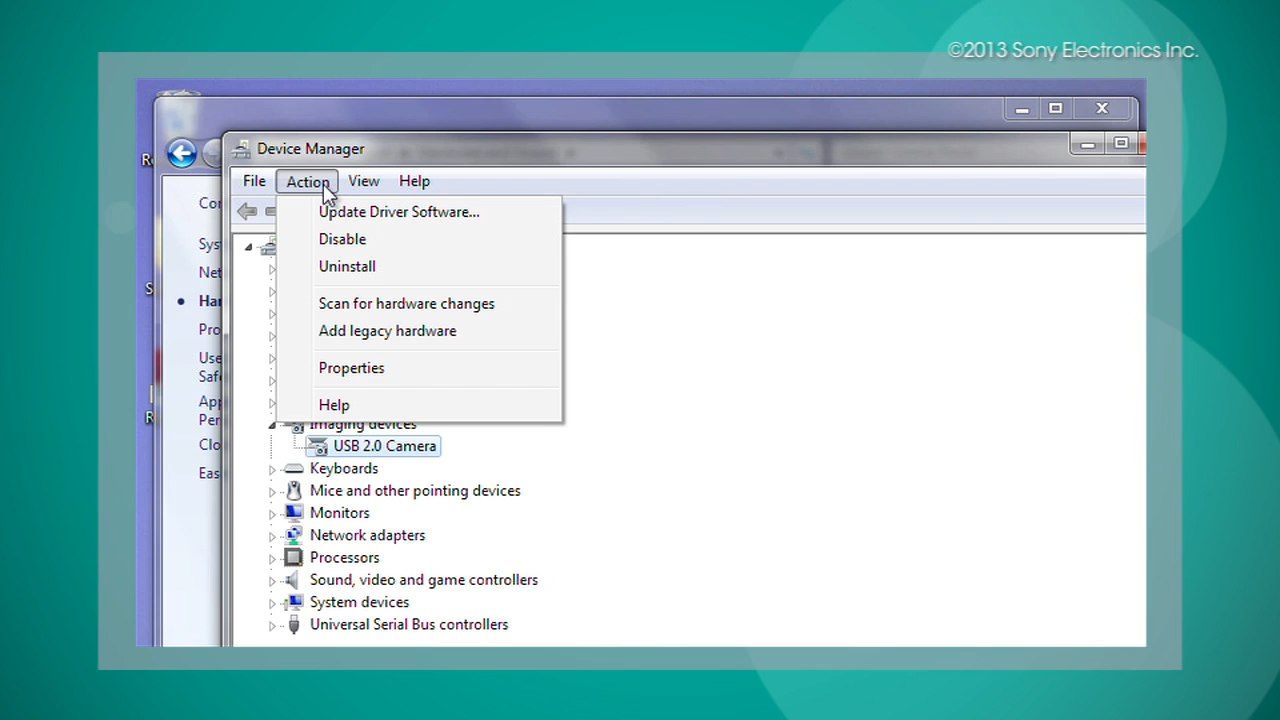 ©2013 Sony Electronics Inc.
Device Manager
File Action View Help
Update Driver Software...
Disable
Uninstall
Scan for hardware changes
Add legacy hardware
Properties
Help
Imaging devices
USB 2.0 Camera
Keyboards
Mice and other pointing devices
Monitors
Network adapters
Processors
Sound, video and game controllers
System devices
Universal Serial Bus controllers